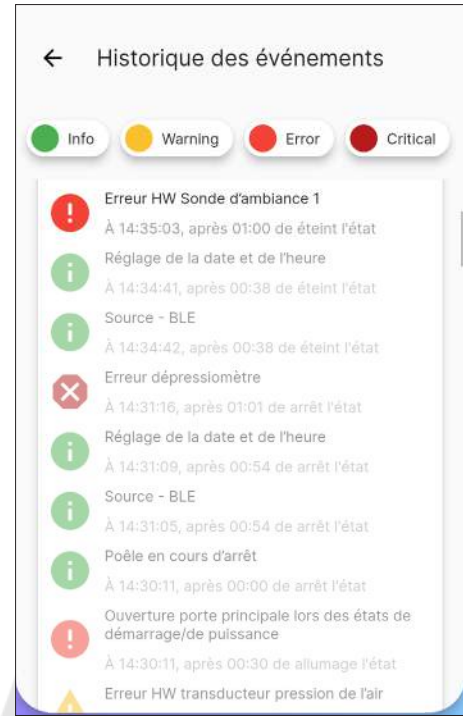 Historique des événements
Info Warning Error Critical
Erreur HW Sonde d'ambiance 1
À 14:35:03, après 01:00 de éteint l'état
Réglage de la date et de l'heure
À 14:34:41, après 00:38 de éteint l'état
Source - BLE
À 14:34:42, après 00:38 de éteint l'état
Erreur dépressiomètre
À 14:31:16, après 01:01 de arrêt l'état
Réglage de la date et de l'heure
À 14:31:09, après 00:54 de arrêt l'état
Source - BLE
À 14:31:05, après 00:54 de arrêt l'état
Poêle en cours d'arrêt
À 14:30:11, après 00:00 de arrêt l'état
Ouverture porte principale lors des états de
démarrage/de puissance
À 14:30:11, après 00:30 de allumage l'état
Erreur HW transducteur pression de l'air